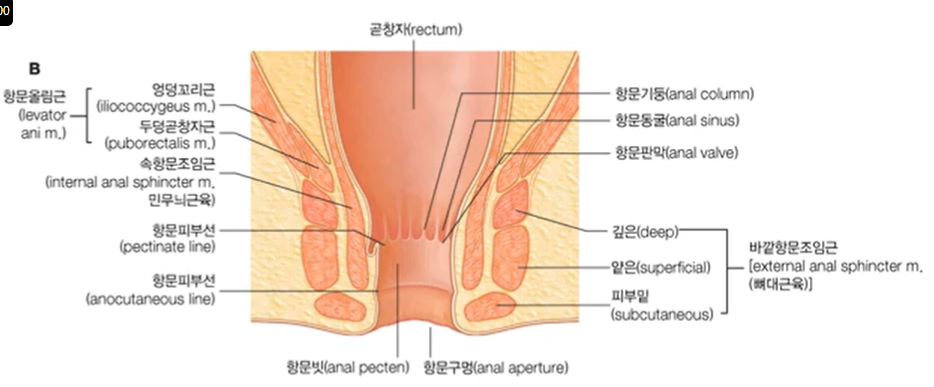 00
곧창자(rectum)
B
항문올림근
(levator
ani m.)
엉덩꼬리근
(iliococcygeus m.)
두덩곧창자근
(puborectalis m.)
속항문조임근
(internal anal sphincter m.
민무늬근육)
항문피부선
(pectinate line)
항문피부선
(anocutaneous line)
항문빗(anal pecten)
항문구멍(anal aperture)
항문기둥(anal column)
항문동굴(anal sinus)
항문판막(anal valve)
깊은(deep)
얕은(superficial)
피부밑
(subcutaneous)
바깥항문조임근
[external anal sphincter m.
(뼈대근육)]